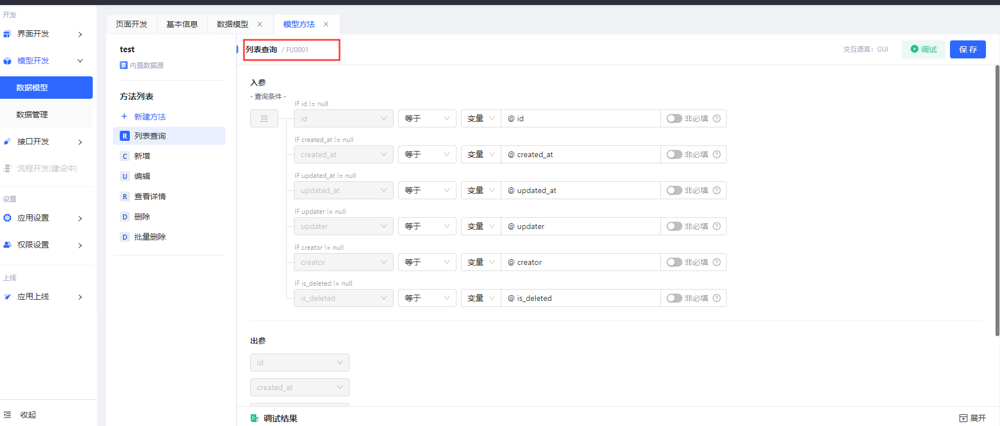 开发
界面开发
模型开发
数据模型
数据管理
接口开发
流程开发(建设中)
设置
应用设置
权限设置
上线
应用上线
收起
页面开发
基本信息
数据模型
模型方法
test
内置数据源
方法列表
+ 新建方法
R 列表查询
C 新增
U 编辑
R 查看详情
D 删除
D 批量删除
列表查询 / FU0001
交互语言: GUI
调试
保存
入参
- 查询条件 -
且
IF id != null
id 等于 变量 @ id 非必填
IF created_at != null
created_at 等于 变量 @ created_at 非必填
IF updated_at != null
updated_at 等于 变量 @ updated_at 非必填
IF updater != null
updater 等于 变量 @ updater 非必填
IF creator != null
creator 等于 变量 @ creator 非必填
IF is_deleted != null
is_deleted 等于 变量 @ is_deleted 非必填
出参
id
created_at
调试结果
展开